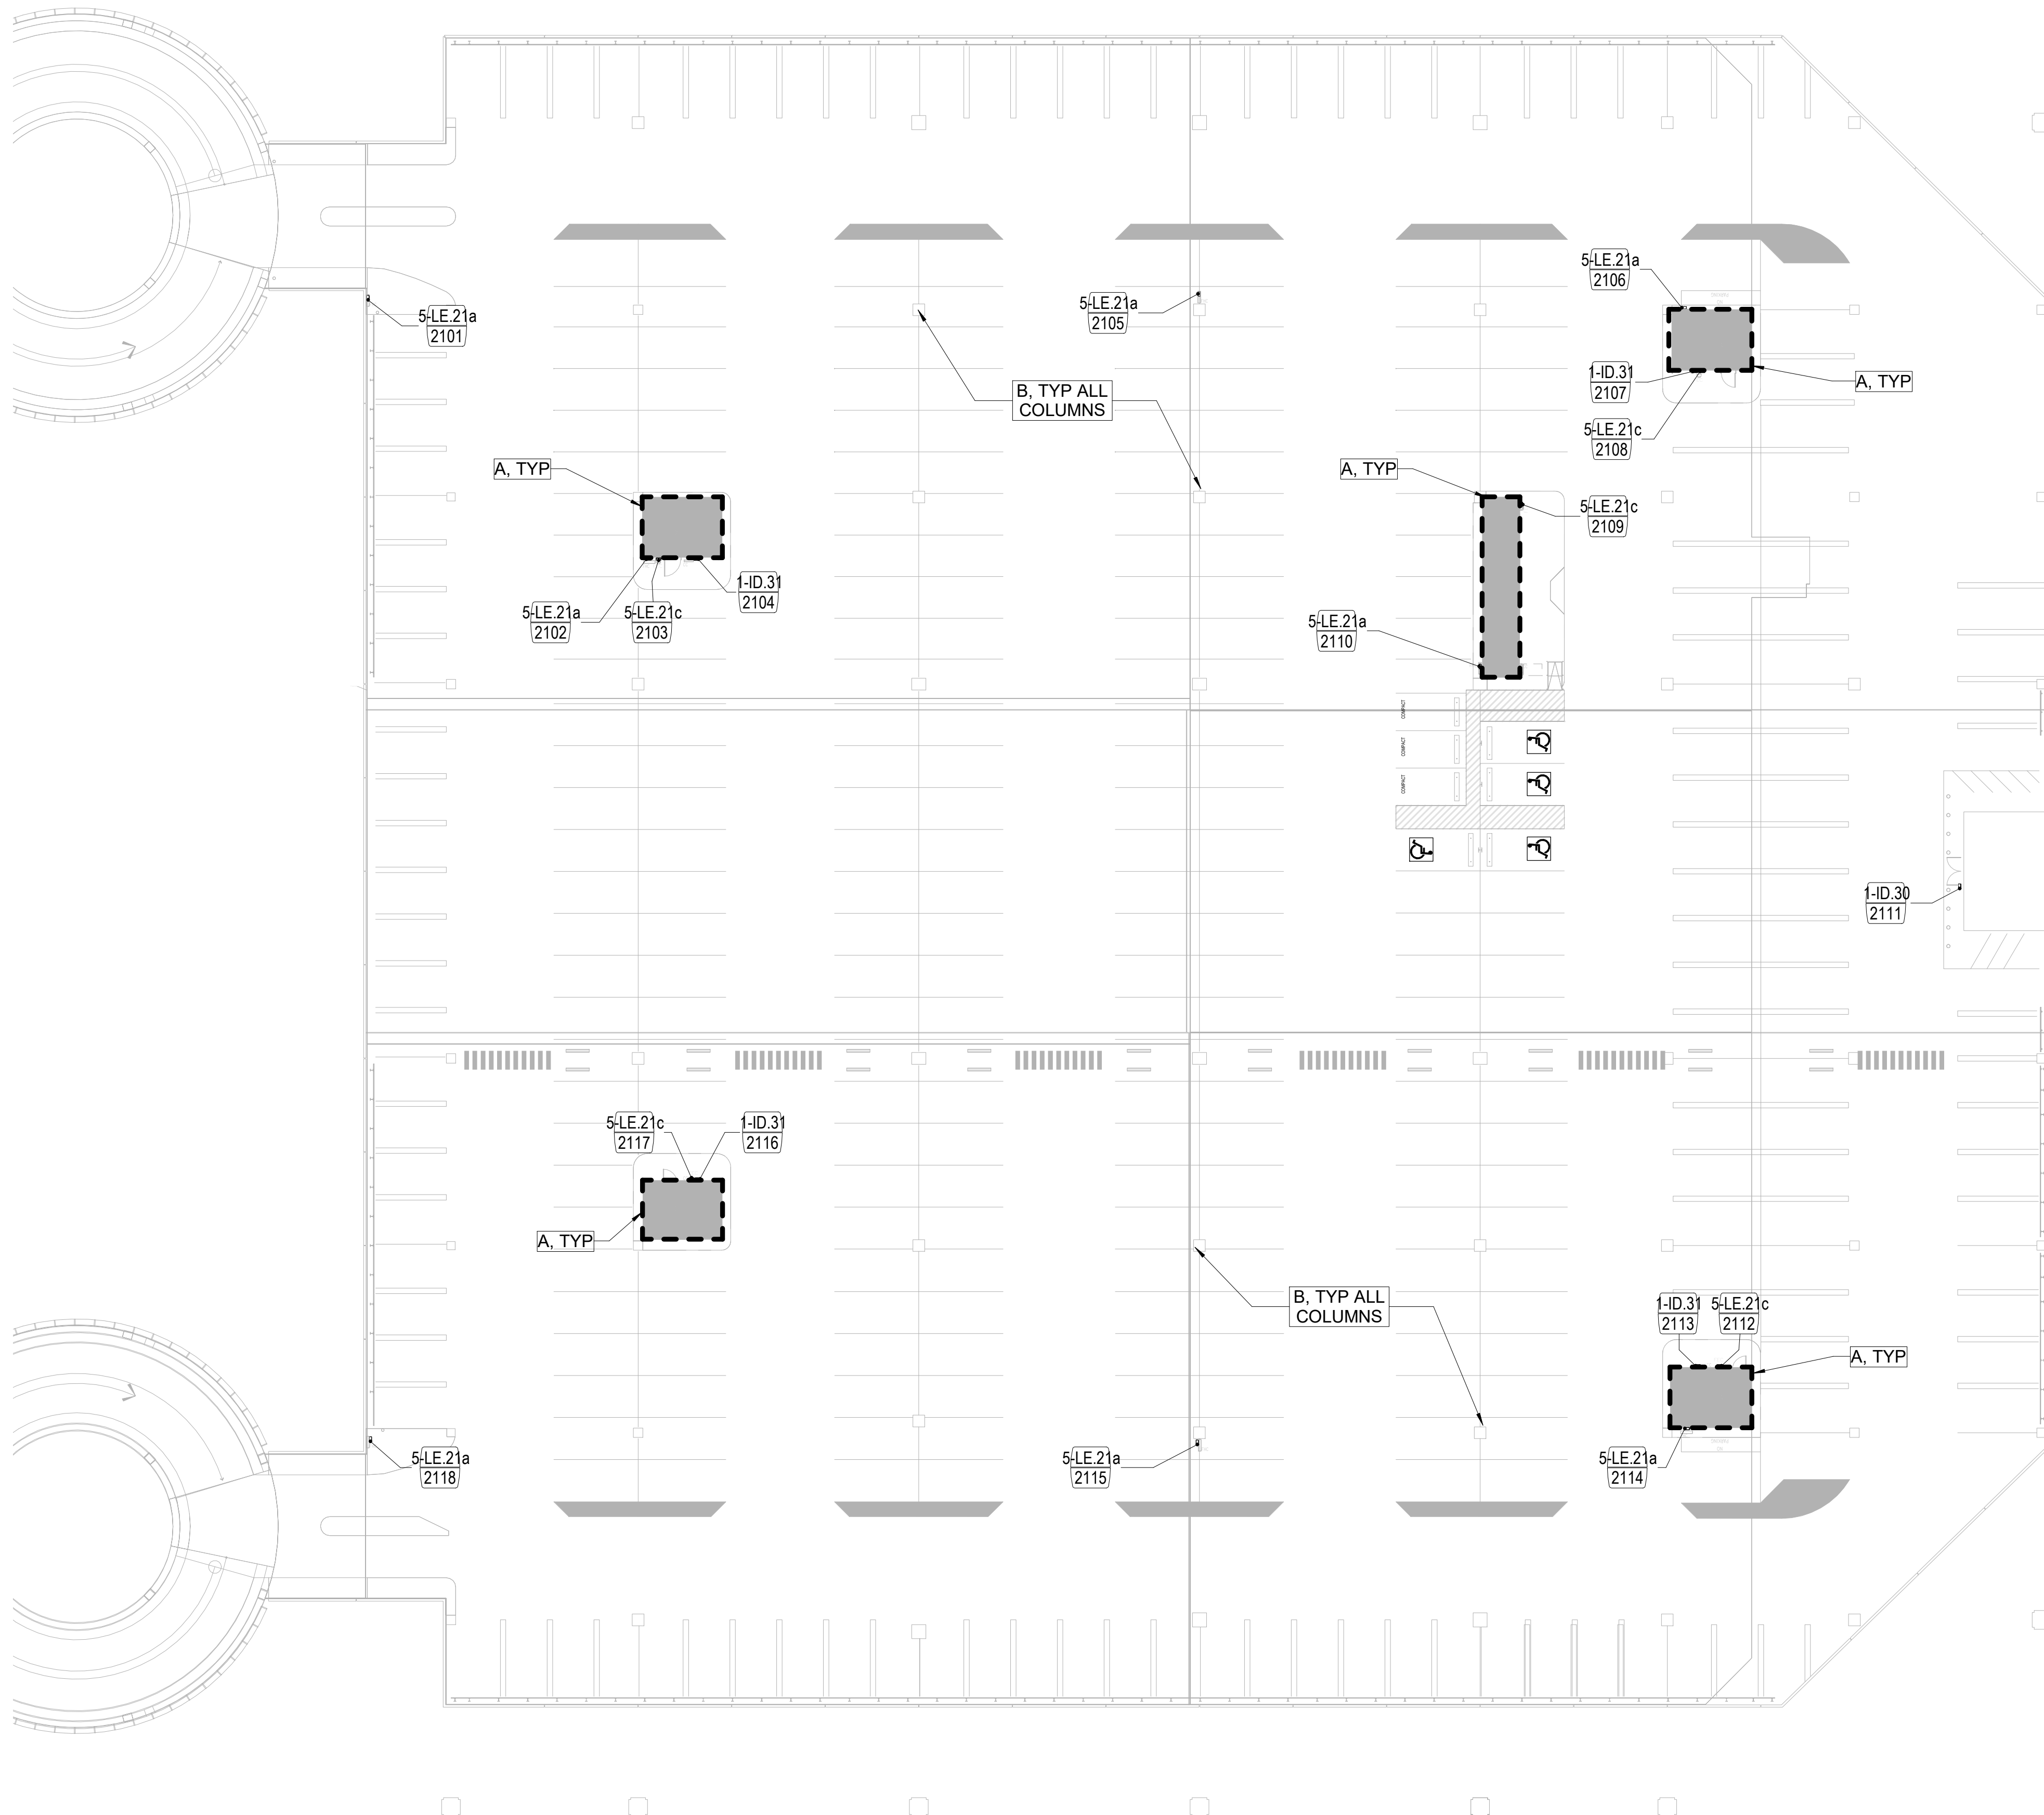 5-LE.21a
2106
5-LE.21a
2101
5-LE.21a
2105
1-ID.31
2107
A, TYP
B, TYP ALL
COLUMNS
5-LE.21c
2108
A, TYP
A, TYP
5-LE.21c
2109
1-ID.31
2104
5-LE.21a
2102
5-LE.21c
2103
5-LE.21a
2110
COMPACT
COMPACT
COMPACT
1-ID.30
2111
5-LE.21c
2117
1-ID.31
2116
A, TYP
B, TYP ALL
COLUMNS
1-ID.31
2113
5-LE.21c
2112
A, TYP
5-LE.21a
2118
5-LE.21a
2115
5-LE.21a
2114